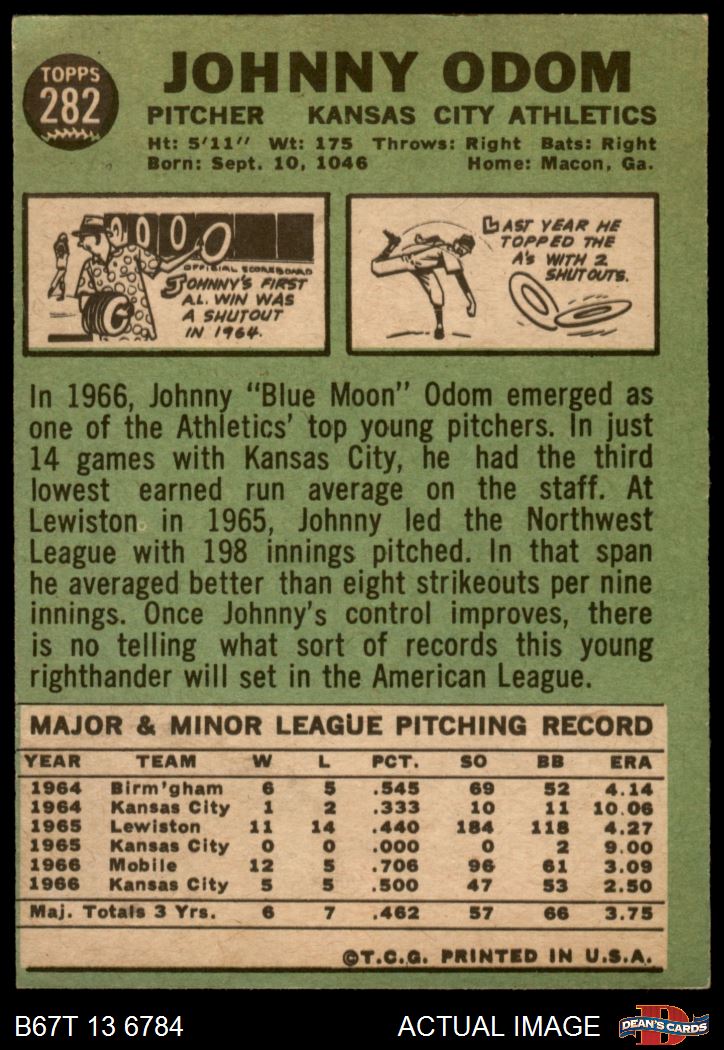 TOPPS
282
JOHNNY ODOM
PITCHER KANSAS CITY ATHLETICS
Ht: 5'11" Wt: 175 Throws: Right Bats: Right
Born: Sept. 10, 1046 Home: Macon, Ga.
0000
OFFICIAL SCOREBOARD
JOHNNY'S FIRST
A.L. WIN WAS
A SHUTOUT
IN 1964.
LAST YEAR HE
TOPPED THE
A'S WITH 2
SHUTOUTS.
In 1966, Johnny "Blue Moon" Odom emerged as
one of the Athletics' top young pitchers. In just
14 games with Kansas City, he had the third
lowest earned run average on the staff. At
Lewiston in 1965, Johnny led the Northwest
League with 198 innings pitched. In that span
he averaged better than eight strikeouts per nine
innings. Once Johnny's control improves, there
is no telling what sort of records this young
righthander will set in the American League.
MAJOR & MINOR LEAGUE PITCHING RECORD
YEAR TEAM W L PCT. SO BB ERA
1964 Birm'gham 6 5 .545 69 52 4.14
1964 Kansas City 1 2 .333 10 11 10.06
1965 Lewiston 11 14 .440 184 118 4.27
1965 Kansas City 0 0 .000 0 2 9.00
1966 Mobile 12 5 .706 96 61 3.09
1966 Kansas City 5 5 .500 47 53 2.50
Maj. Totals 3 Yrs. 6 7 .462 57 66 3.75
©T.C.G. PRINTED IN U.S.A.
B67T 13 6784 ACTUAL IMAGE
D
DEAN'S CARDS